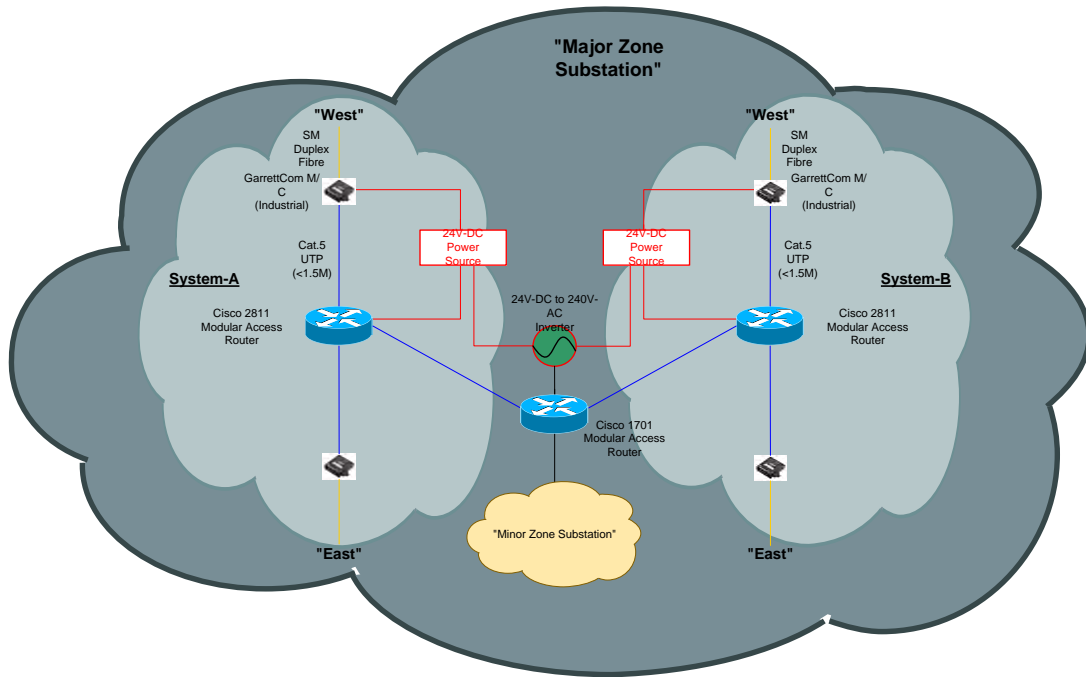 "Major Zone
Substation"
"West"
SM
Duplex
Fibre
GarrettCom M/
C
(Industrial)
24V-DC
Power
Source
Cat.5
UTP
(<1.5M)
System-A
Cisco 2811
Modular Access
Router
"East"
"West"
SM
Duplex
Fibre
GarrettCom M/
C
(Industrial)
24V-DC
Power
Source
Cat.5
UTP
(<1.5M)
System-B
Cisco 2811
Modular Access
Router
"East"
24V-DC to 240V-
AC
Inverter
Cisco 1701
Modular Access
Router
"Minor Zone Substation"